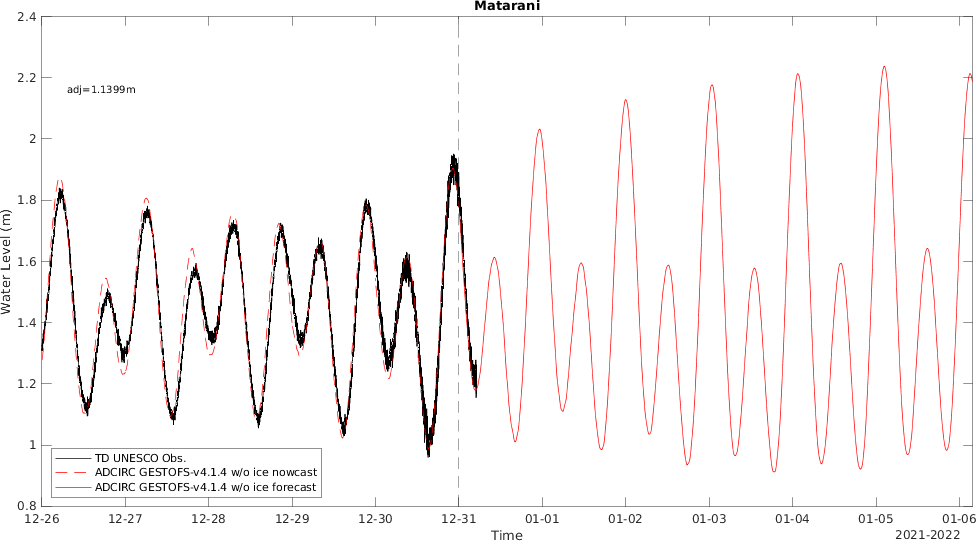 Matarani
2.4
2.2
2
1.8
1.6
1.4
1.2
1
0.8
Water Level (m)
adj=1.1399m
TD UNESCO Obs.
ADCIRC GESTOFS-v4.1.4 w/o ice nowcast
ADCIRC GESTOFS-v4.1.4 w/o ice forecast
12-26 12-27 12-28 12-29 12-30 12-31 01-01 01-02 01-03 01-04 01-05 01-06
Time
2021-2022